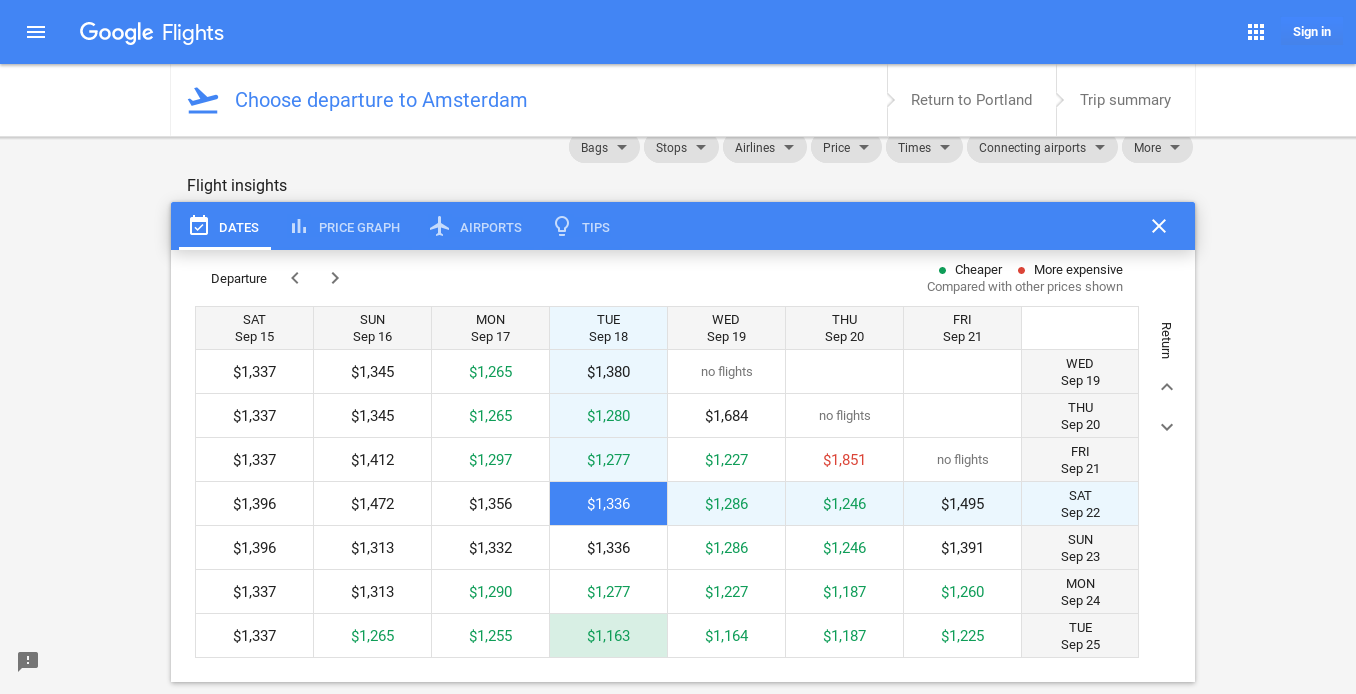 Google Flights
Sign in
Choose departure to Amsterdam
Return to Portland
Trip summary
Bags Stops Airlines Price Times Connecting airports More
Flight insights
DATES PRICE GRAPH AIRPORTS TIPS
Departure
Cheaper More expensive
Compared with other prices shown
SAT SUN MON TUE WED THU FRI
Sep 15 Sep 16 Sep 17 Sep 18 Sep 19 Sep 20 Sep 21
Return
$1,337 $1,345 $1,265 $1,380 no flights WED
Sep 19
$1,337 $1,345 $1,265 $1,280 $1,684 no flights THU
Sep 20
$1,337 $1,412 $1,297 $1,277 $1,227 $1,851 no flights FRI
Sep 21
$1,396 $1,472 $1,356 $1,336 $1,286 $1,246 $1,495 SAT
Sep 22
$1,396 $1,313 $1,332 $1,336 $1,286 $1,246 $1,391 SUN
Sep 23
$1,337 $1,313 $1,290 $1,277 $1,227 $1,187 $1,260 MON
Sep 24
$1,337 $1,265 $1,255 $1,163 $1,164 $1,187 $1,225 TUE
Sep 25